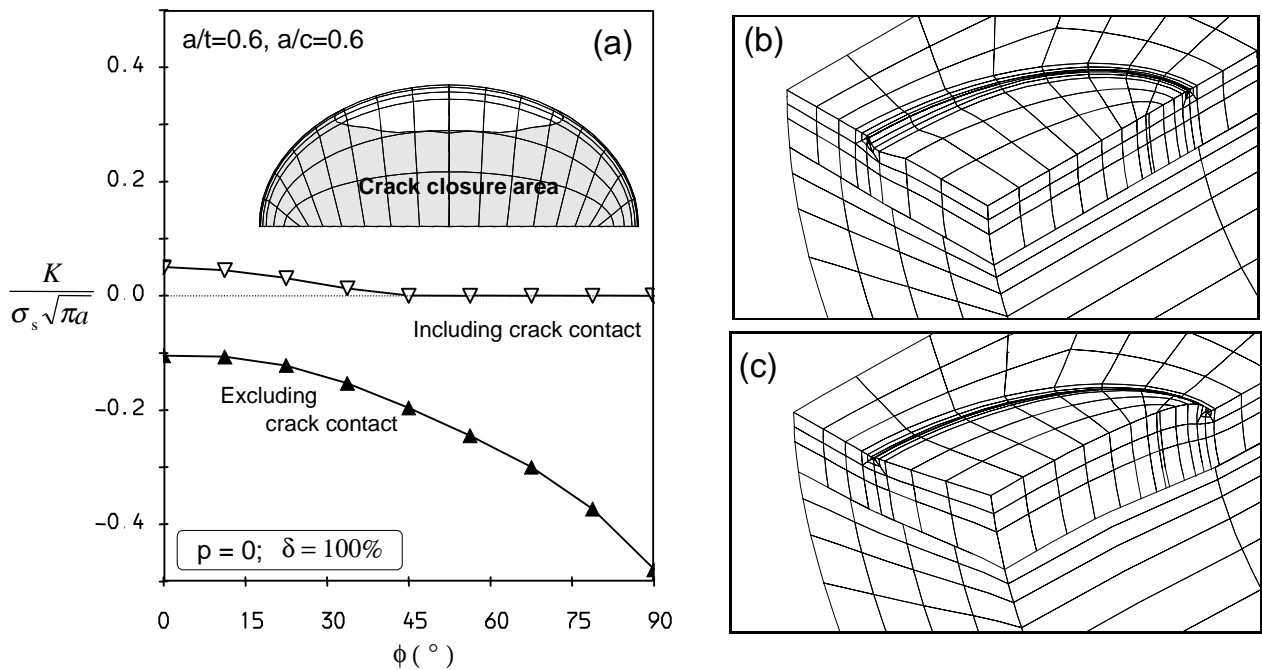 a/t=0.6, a/c=0.6
(a)
0.4
0.2
0.0
−0.2
−0.4
K
σs√πa
Crack closure area
Including crack contact
Excluding
crack contact
p = 0; δ = 100%
0 15 30 45 60 75 90
ϕ ( ° )
(b)
(c)